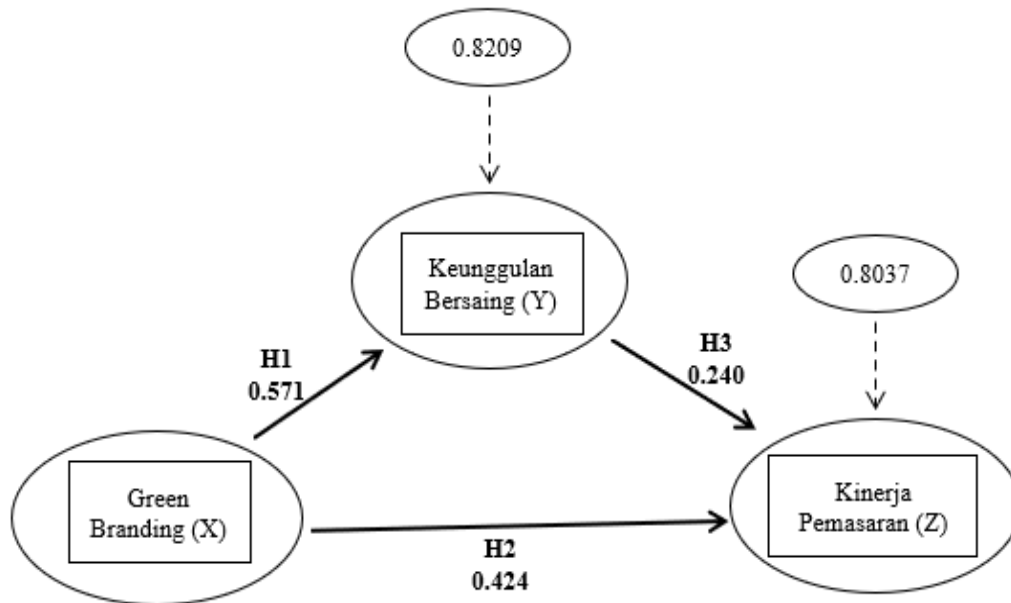 0.8209
Keunggulan
Bersaing (Y)
0.8037
H1
0.571
H3
0.240
Green
Branding (X)
Kinerja
Pemasaran (Z)
H2
0.424